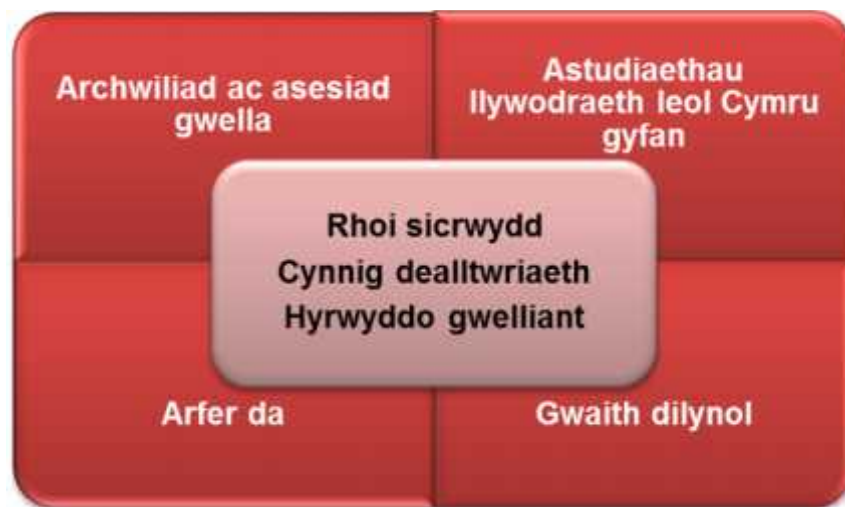 Archwiliad ac asesiad
gwella
Astudiaethau
llywodraeth leol Cymru
gyfan
Rhoi sicrwydd
Cynnig dealltwriaeth
Hyrwyddo gwelliant
Arfer da
Gwaith dilynol